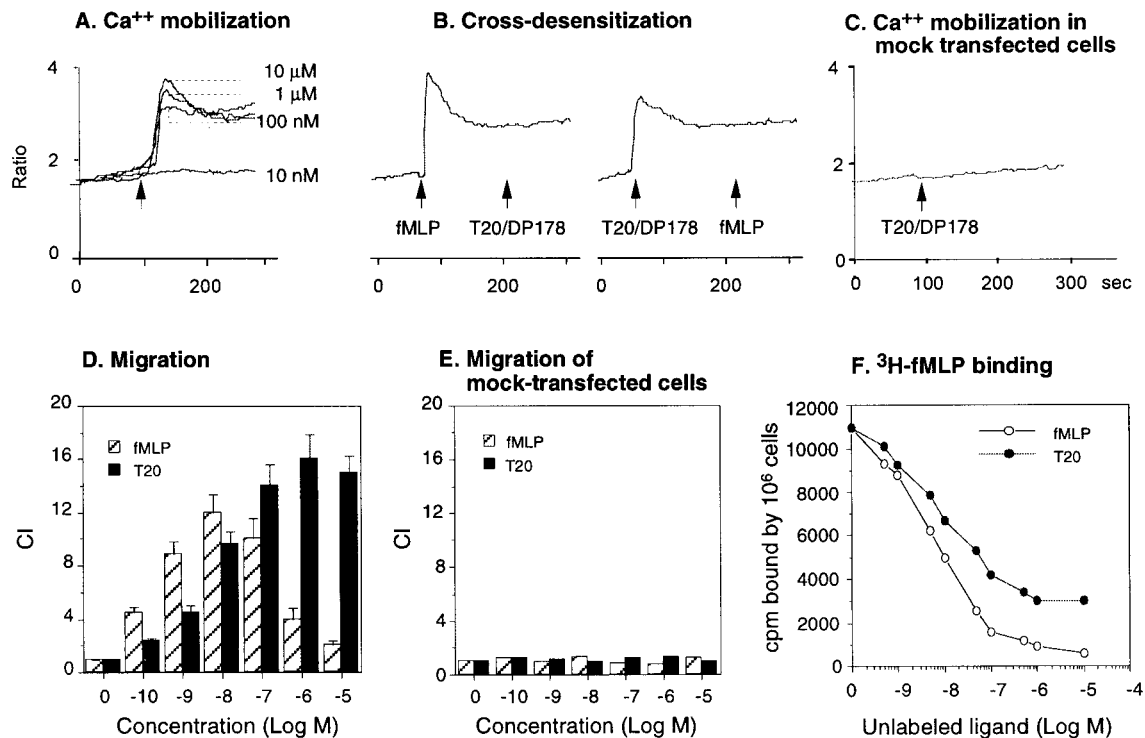 A. Ca++ mobilization
4
2
0
Ratio
10 μM
1 μM
100 nM
10 nM
0
200
B. Cross-desensitization
fMLP
T20/DP178
T20/DP178
fMLP
0
200
0
200
C. Ca++ mobilization in
mock transfected cells
4
2
0
T20/DP178
0
100
200
300
sec
D. Migration
20
16
12
8
4
0
CI
fMLP
T20
0
-10
-9
-8
-7
-6
-5
Concentration (Log M)
E. Migration of
mock-transfected cells
20
16
12
8
4
0
CI
fMLP
T20
0
-10
-9
-8
-7
-6
-5
Concentration (Log M)
F. ³H-fMLP binding
12000
10000
8000
6000
4000
2000
0
cpm bound by 10⁶ cells
fMLP
T20
0
-9
-8
-7
-6
-5
-4
Unlabeled ligand (Log M)